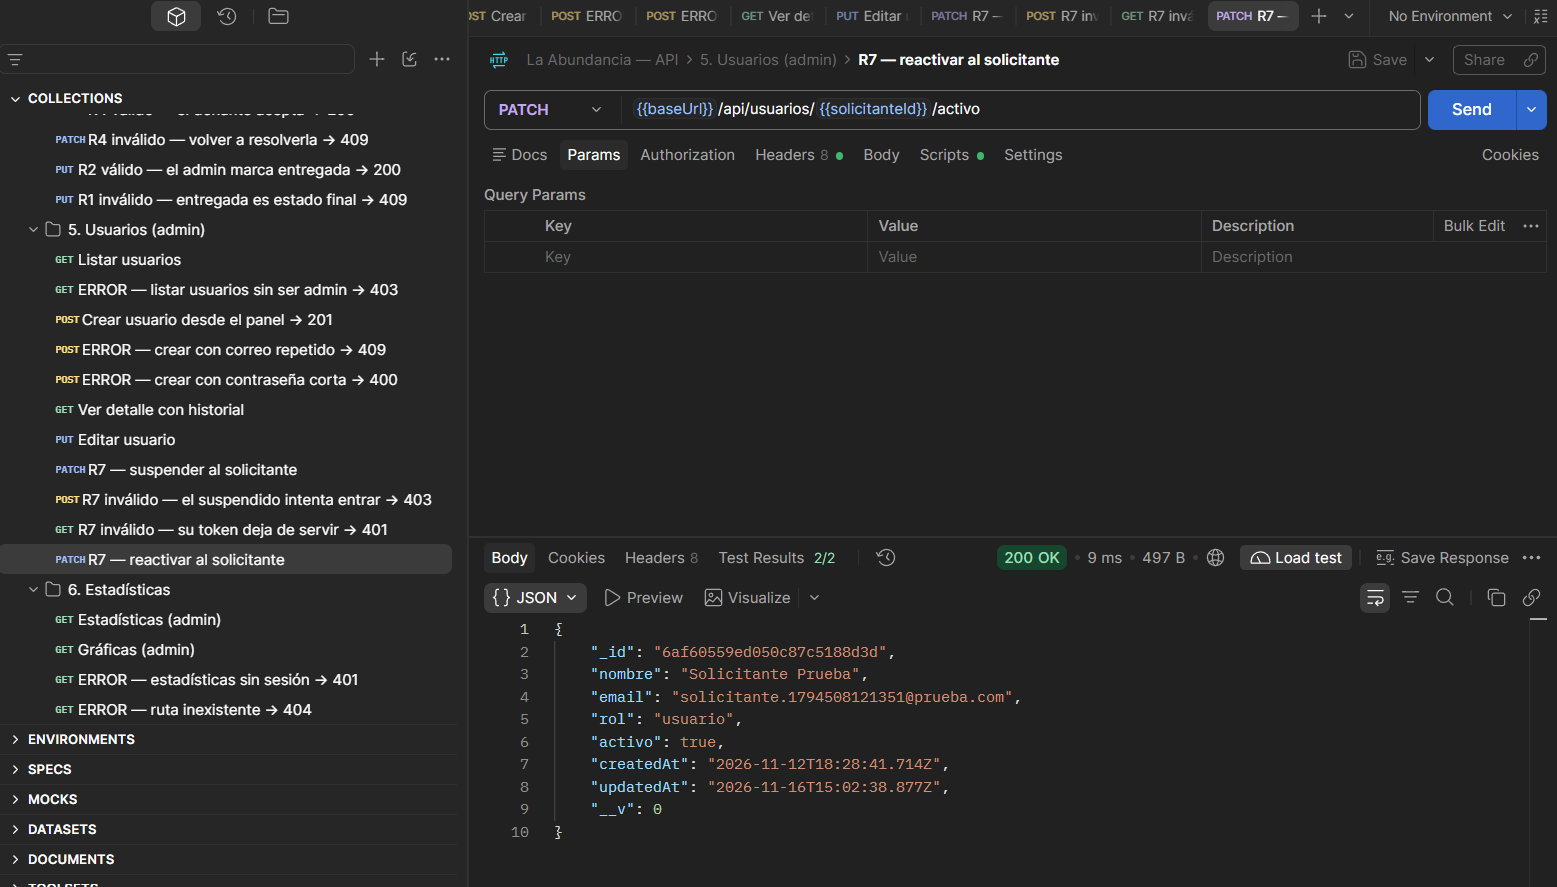 COLLECTIONS
PATCH R4 inválido — volver a resolverla → 409
PUT R2 válido — el admin marca entregada → 200
PUT R1 inválido — entregada es estado final → 409
5. Usuarios (admin)
GET Listar usuarios
GET ERROR — listar usuarios sin ser admin → 403
POST Crear usuario desde el panel → 201
POST ERROR — crear con correo repetido → 409
POST ERROR — crear con contraseña corta → 400
GET Ver detalle con historial
PUT Editar usuario
PATCH R7 — suspender al solicitante
POST R7 inválido — el suspendido intenta entrar → 403
GET R7 inválido — su token deja de servir → 401
PATCH R7 — reactivar al solicitante
6. Estadísticas
GET Estadísticas (admin)
GET Gráficas (admin)
GET ERROR — estadísticas sin sesión → 401
GET ERROR — ruta inexistente → 404
ENVIRONMENTS
SPECS
MOCKS
DATASETS
DOCUMENTS
OST Crear POST ERRO POST ERRO GET Ver de PUT Editar PATCH R7 — POST R7 inv GET R7 invá PATCH R7 — No Environment
HTTP La Abundancia — API > 5. Usuarios (admin) > R7 — reactivar al solicitante Save Share
PATCH {{baseUrl}} /api/usuarios/ {{solicitanteId}} /activo Send
Docs Params Authorization Headers 8 Body Scripts Settings Cookies
Query Params
Key Value Description Bulk Edit
Key Value Description
Body Cookies Headers 8 Test Results 2/2 200 OK • 9 ms • 497 B • Load test e.g. Save Response
{} JSON Preview Visualize
1 {
2 "_id": "6af60559ed050c87c5188d3d",
3 "nombre": "Solicitante Prueba",
4 "email": "solicitante.1794508121351@prueba.com",
5 "rol": "usuario",
6 "activo": true,
7 "createdAt": "2026-11-12T18:28:41.714Z",
8 "updatedAt": "2026-11-16T15:02:38.877Z",
9 "__v": 0
10 }